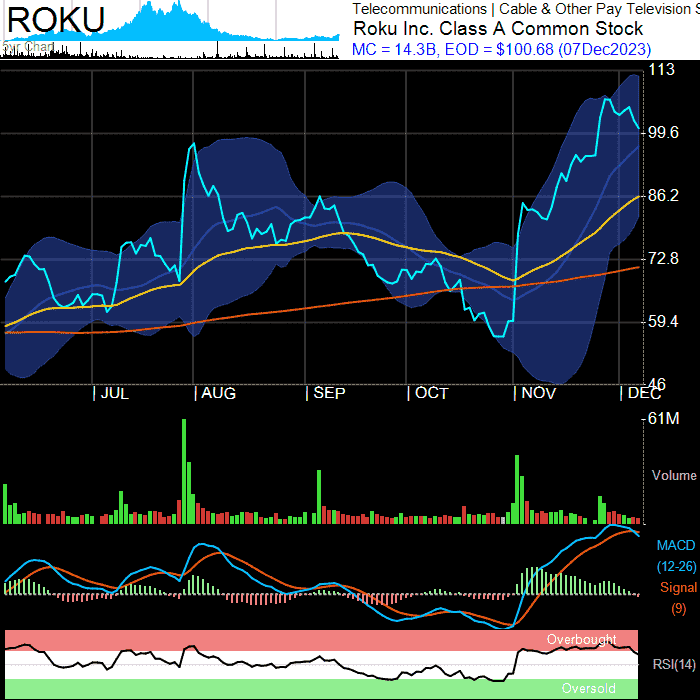 ROKU
5yr Chart
Telecommunications | Cable & Other Pay Television S
Roku Inc. Class A Common Stock
MC = 14.3B, EOD = $100.68 (07Dec2023)
113
99.6
86.2
72.8
59.4
46
JUL AUG SEP OCT NOV DEC
61M
Volume
MACD
(12-26)
Signal
(9)
Overbought
RSI(14)
Oversold